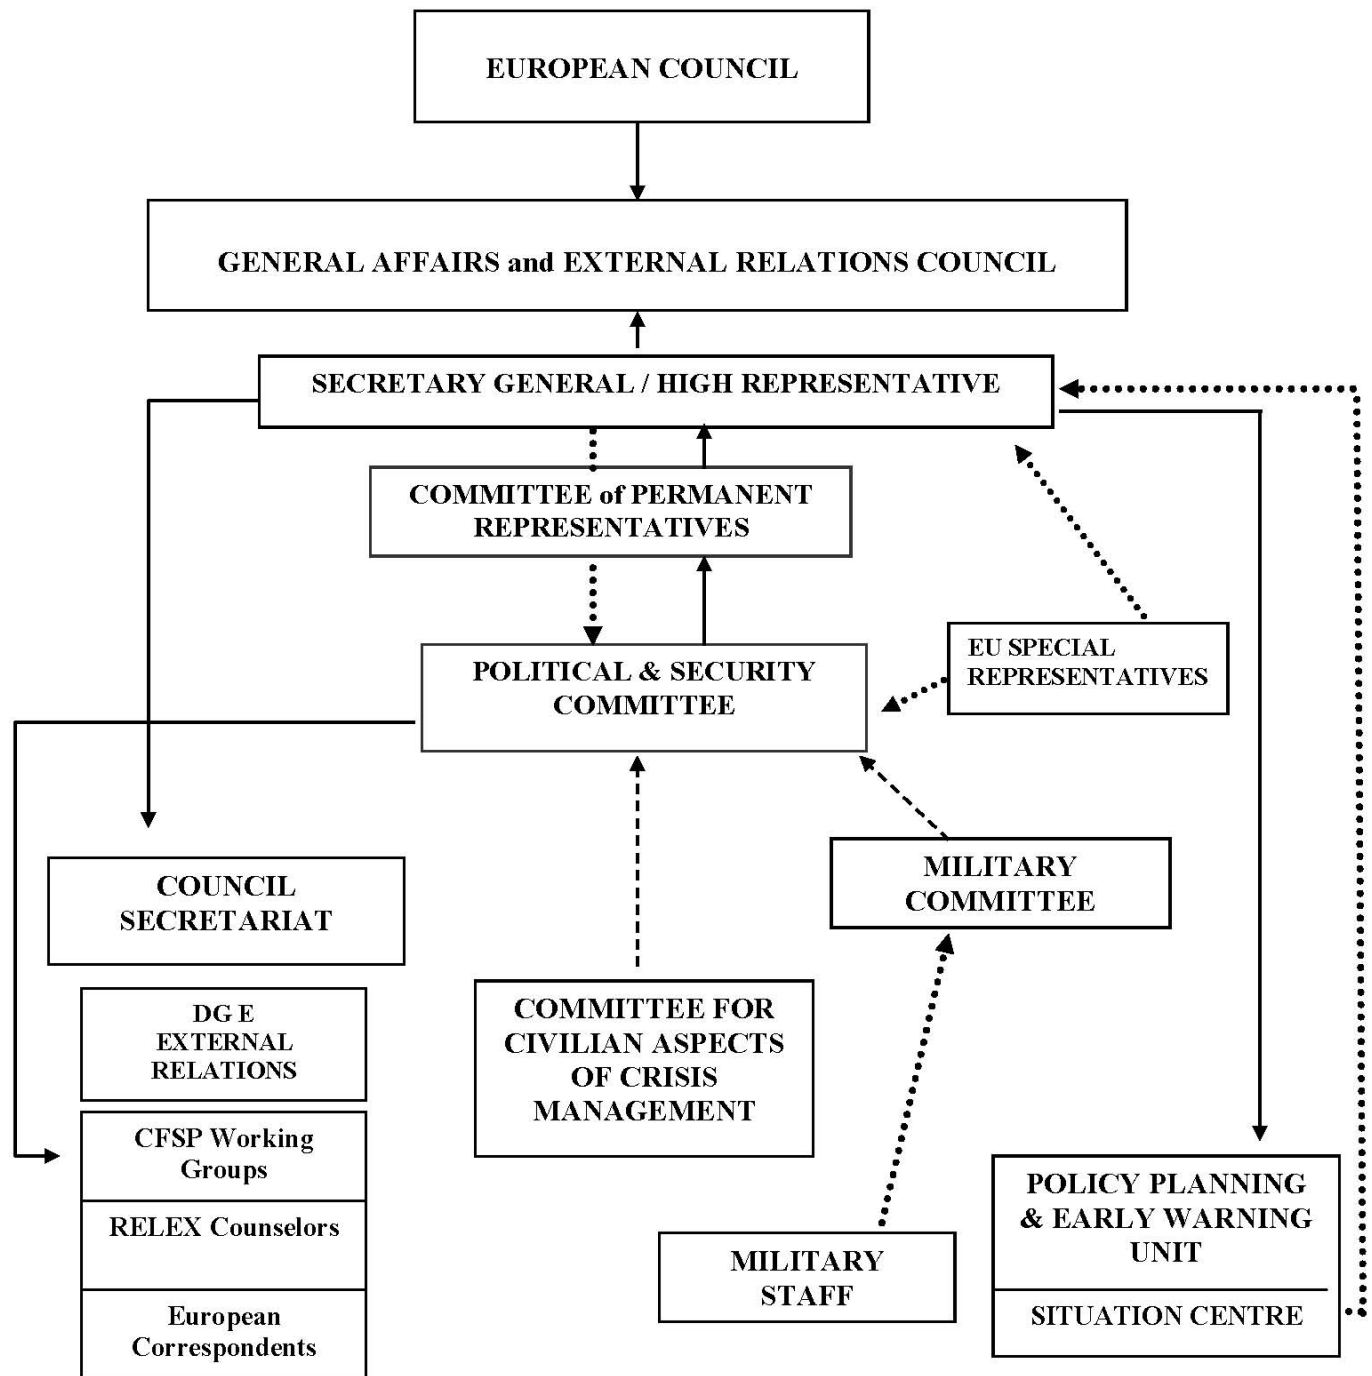 EUROPEAN COUNCIL
GENERAL AFFAIRS and EXTERNAL RELATIONS COUNCIL
SECRETARY GENERAL / HIGH REPRESENTATIVE
COMMITTEE of PERMANENT
REPRESENTATIVES
EU SPECIAL
REPRESENTATIVES
POLITICAL & SECURITY
COMMITTEE
MILITARY
COMMITTEE
COUNCIL
SECRETARIAT
DG E
EXTERNAL
RELATIONS
COMMITTEE FOR
CIVILIAN ASPECTS
OF CRISIS
MANAGEMENT
CFSP Working
Groups
RELEX Counselors
European
Correspondents
MILITARY
STAFF
POLICY PLANNING
& EARLY WARNING
UNIT
SITUATION CENTRE